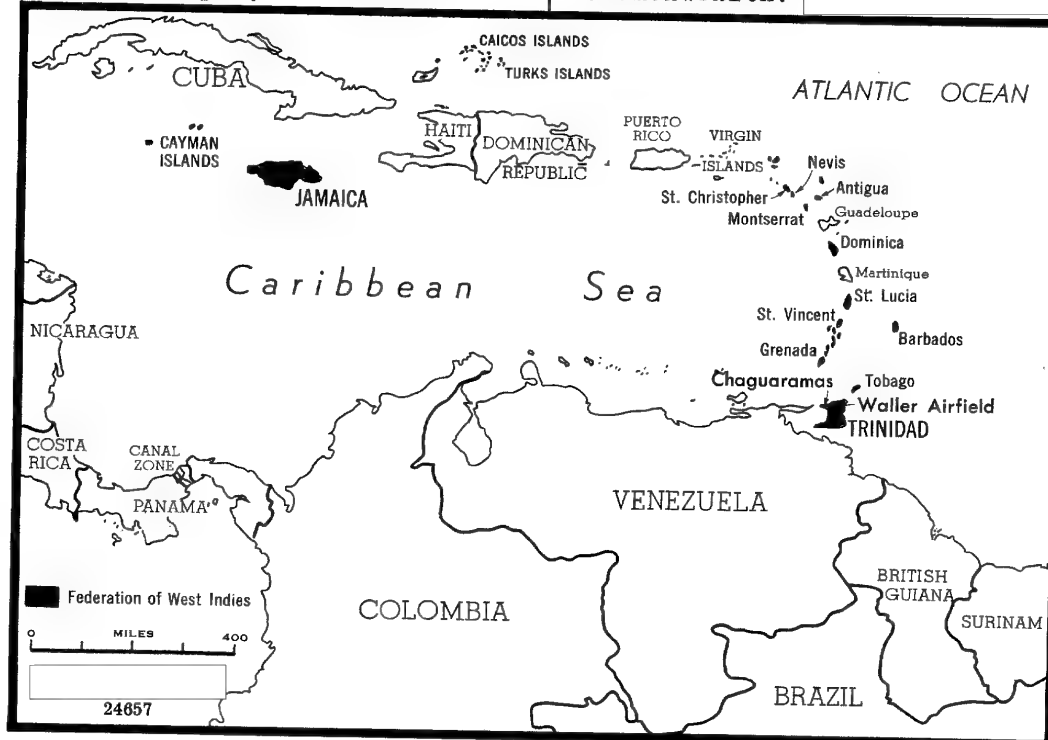 CAICOS ISLANDS
TURKS ISLANDS
CUBA
ATLANTIC OCEAN
CAYMAN
ISLANDS
HAITI
DOMINICAN
REPUBLIC
PUERTO
RICO
VIRGIN
ISLANDS
JAMAICA
Nevis
St. Christopher
Antigua
Montserrat
Guadeloupe
Dominica
Caribbean Sea
Martinique
St. Lucia
St. Vincent
Barbados
Grenada
NICARAGUA
Chaguaramas
Tobago
Waller Airfield
TRINIDAD
COSTA
RICA
CANAL
ZONE
PANAMA
VENEZUELA
BRITISH
GUIANA
SURINAM
COLOMBIA
BRAZIL
Federation of West Indies
0 MILES 400
24657